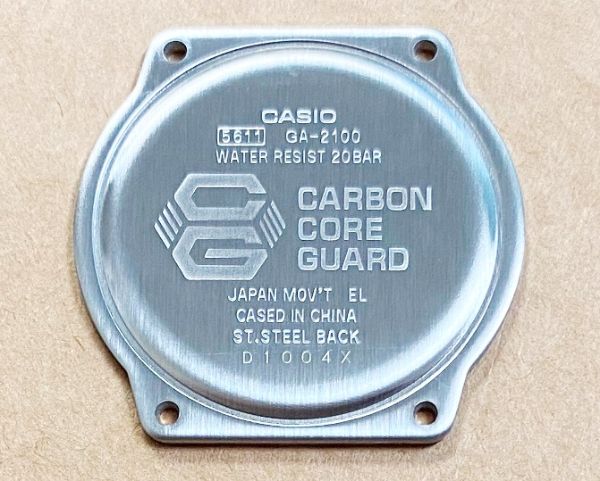 CASIO
5611 GA-2100
WATER RESIST 20BAR
CG
CARBON
CORE
GUARD
JAPAN MOV'T EL
CASED IN CHINA
ST.STEEL BACK
D1004X